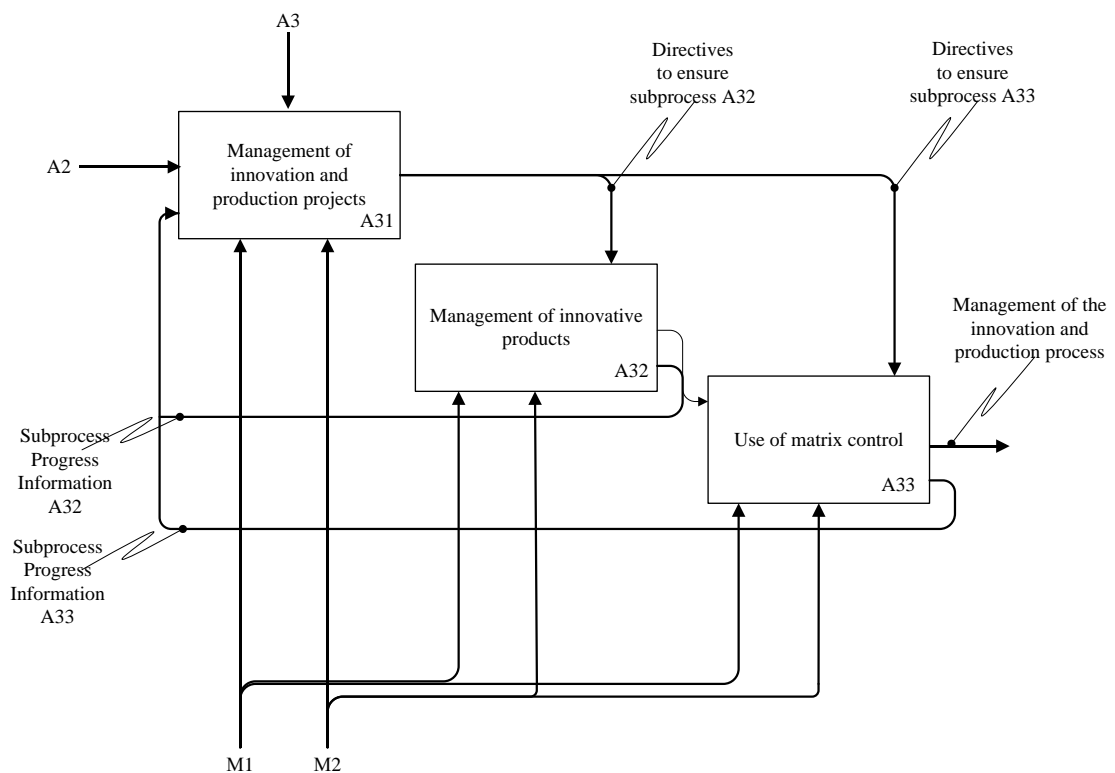 A3
Directives
to ensure
subprocess A32
Directives
to ensure
subprocess A33
A2
Management of
innovation and
production projects
A31
Management of innovative
products
A32
Management of the
innovation and
production process
Use of matrix control
A33
Subprocess
Progress
Information
A32
Subprocess
Progress
Information
A33
M1
M2